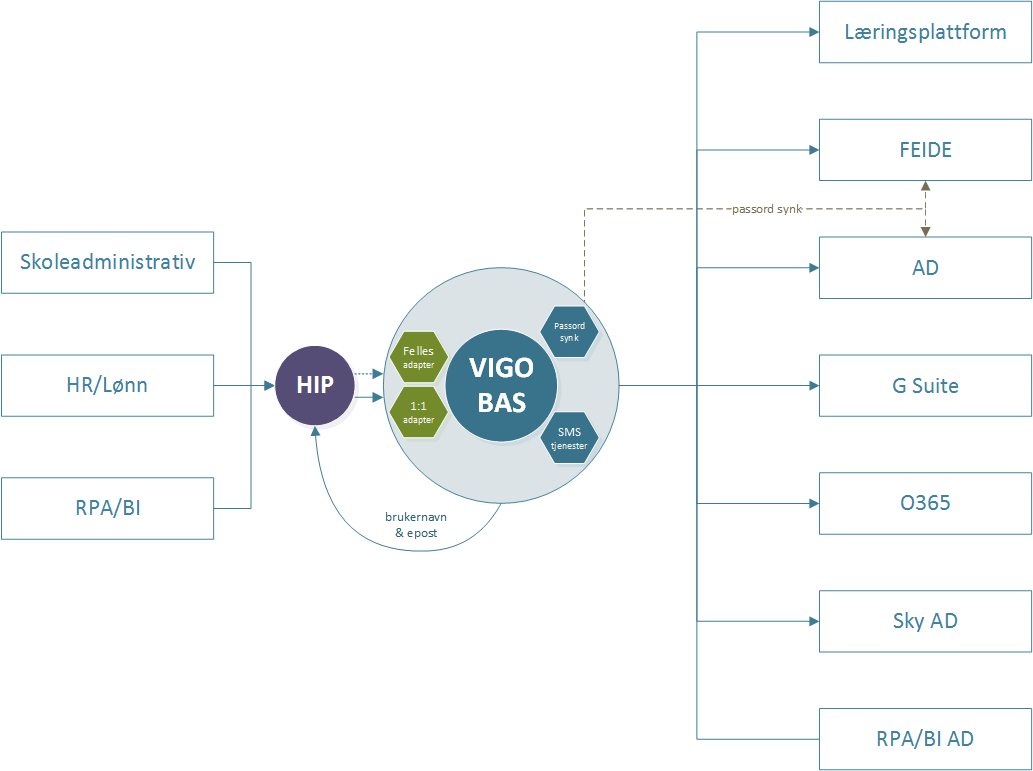 Læringsplattform
FEIDE
passord synk
Skoleadministrativ
AD
Passord
synk
Felles
adapter
VIGO
BAS
HIP
HR/Lønn
G Suite
1:1
adapter
SMS
tjenester
RPA/BI
O365
brukernavn
& epost
Sky AD
RPA/BI AD